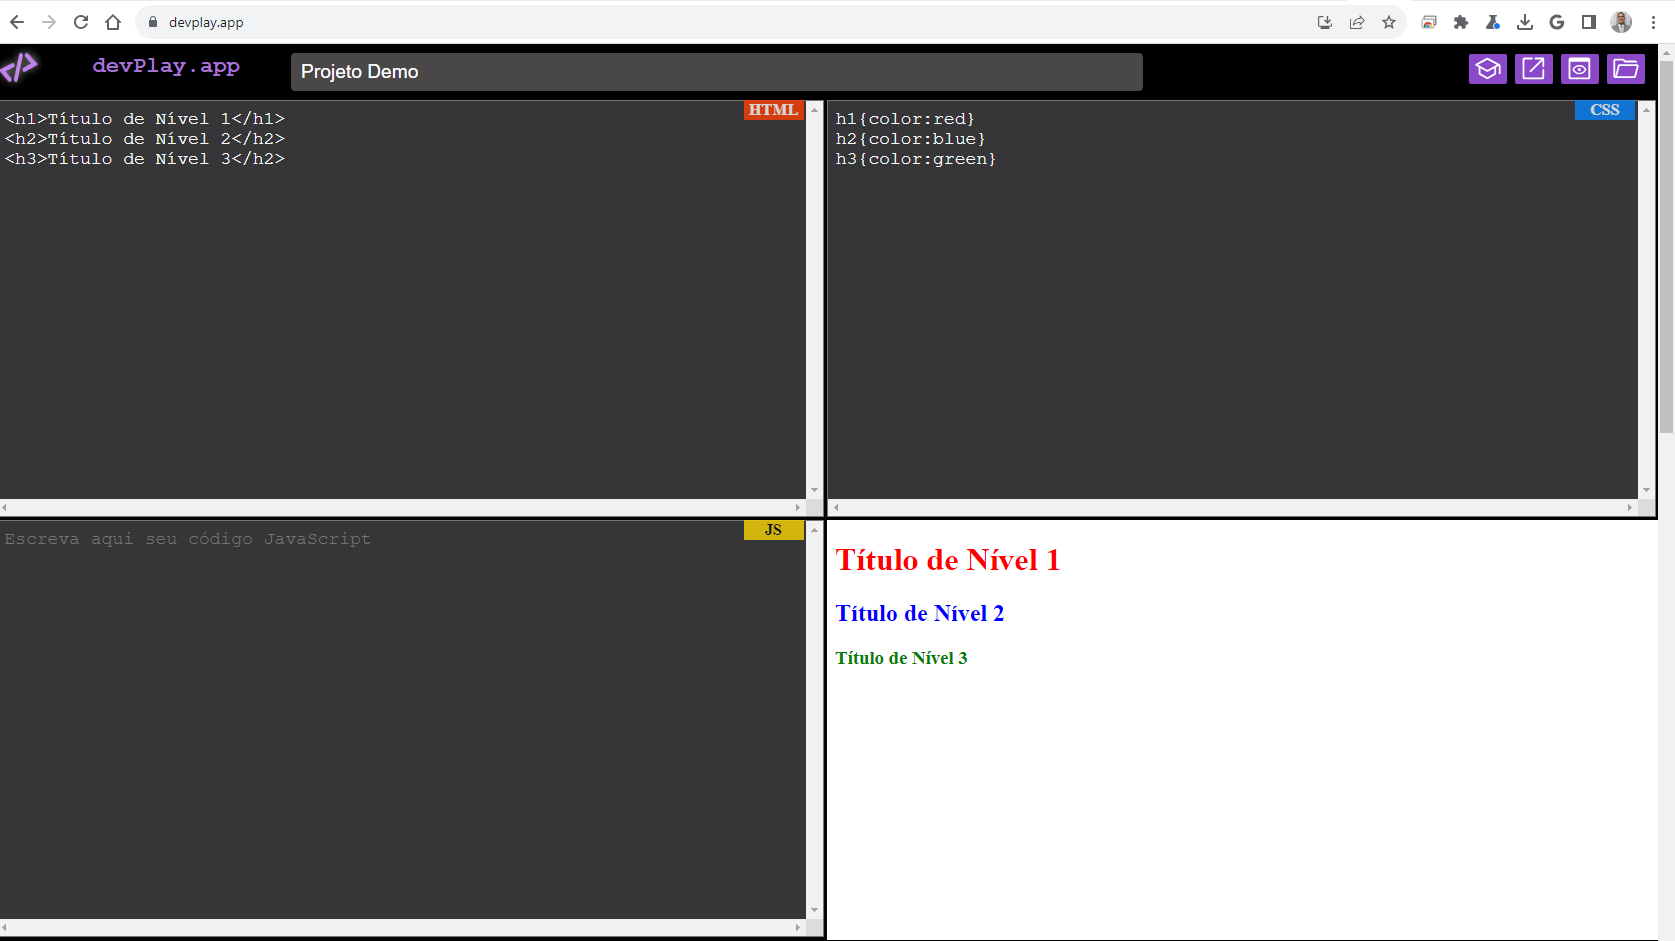 devplay.app
devPlay.app
Projeto Demo
HTML
<h1>Título de Nível 1</h1>
<h2>Título de Nível 2</h2>
<h3>Título de Nível 3</h2>
CSS
h1{color:red}
h2{color:blue}
h3{color:green}
JS
Escreva aqui seu código JavaScript
Título de Nível 1
Título de Nível 2
Título de Nível 3